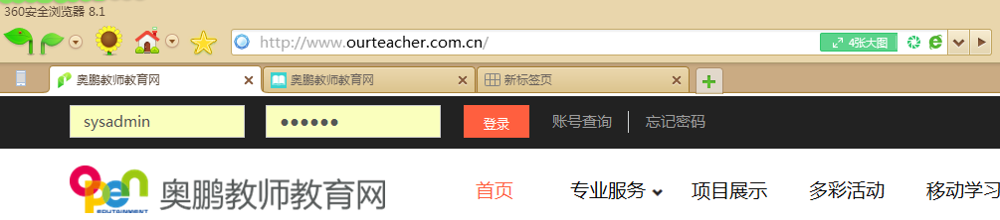 360安全浏览器 8.1
http://www.ourteacher.com.cn/
4张大图
奥鹏教师教育网
奥鹏教师教育网
新标签页
sysadmin
●●●●●●
登录
账号查询
忘记密码
open
EDUTAINMENT
奥鹏教师教育网
首页
专业服务
项目展示
多彩活动
移动学习